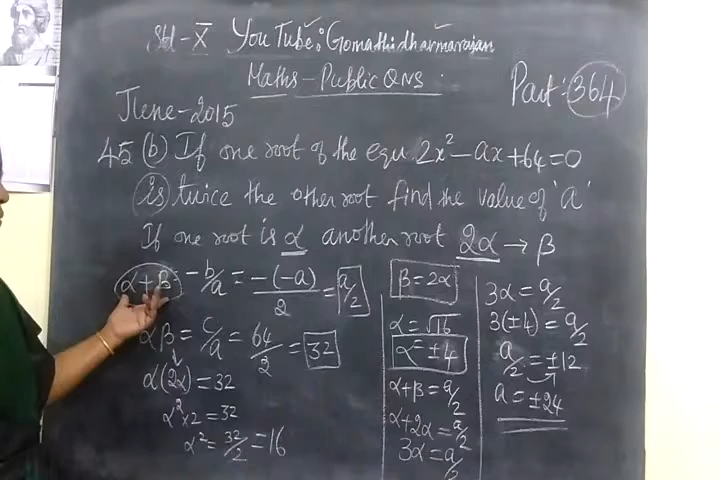 Std - X YouTube: Gomathidharmarajan
Maths - Public QNS
Part: 364
June - 2015
45 (b) If one root of the equ. 2x² - ax + 64 = 0
is twice the other root find the value of 'a'
If one root is α another root 2α → β
α + β = -b/a = -(-a)/2 = a/2
αβ = c/a = 64/2 = 32
α(2α) = 32
α² × 2 = 32
α² = 32/2 = 16
β = 2α
α = √16
α = ±4
α + β = a/2
α + 2α = a/2
3α = a/2
3α = a/2
3(±4) = a/2
a/2 = ±12
a = ±24